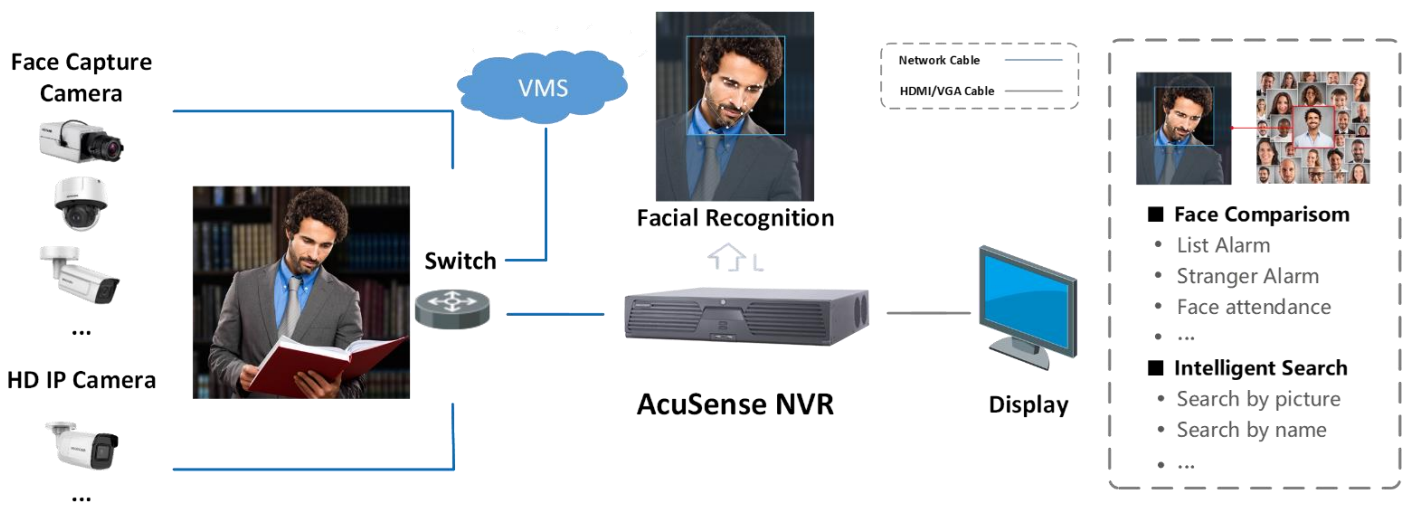 Face Capture
Camera
...
HD IP Camera
...
VMS
Switch
Facial Recognition
AcuSense NVR
Display
Network Cable
HDMI/VGA Cable
■ Face Comparisom
• List Alarm
• Stranger Alarm
• Face attendance
• ...
■ Intelligent Search
• Search by picture
• Search by name
• ...